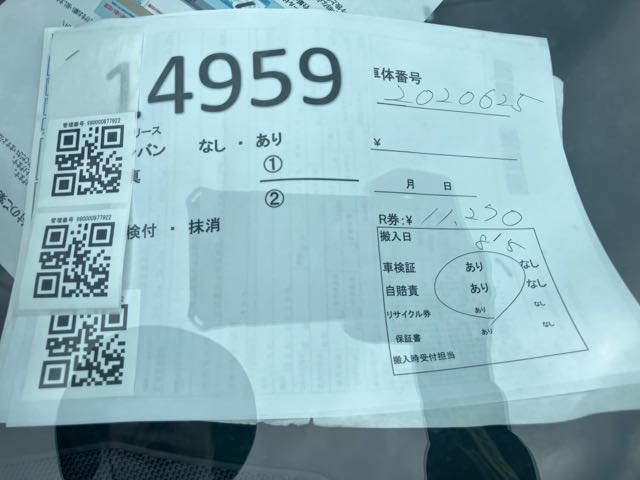 4959
車体番号
2020625
管理番号 990000877922
リース
バン なし・あり
①
¥
真
②
月 日
検付・抹消
R券:¥ 11,250
管理番号 990000877922
搬入日 8/5
車検証 あり なし
自賠責 あり なし
リサイクル券 あり なし
保証書 あり なし
搬入時受付担当